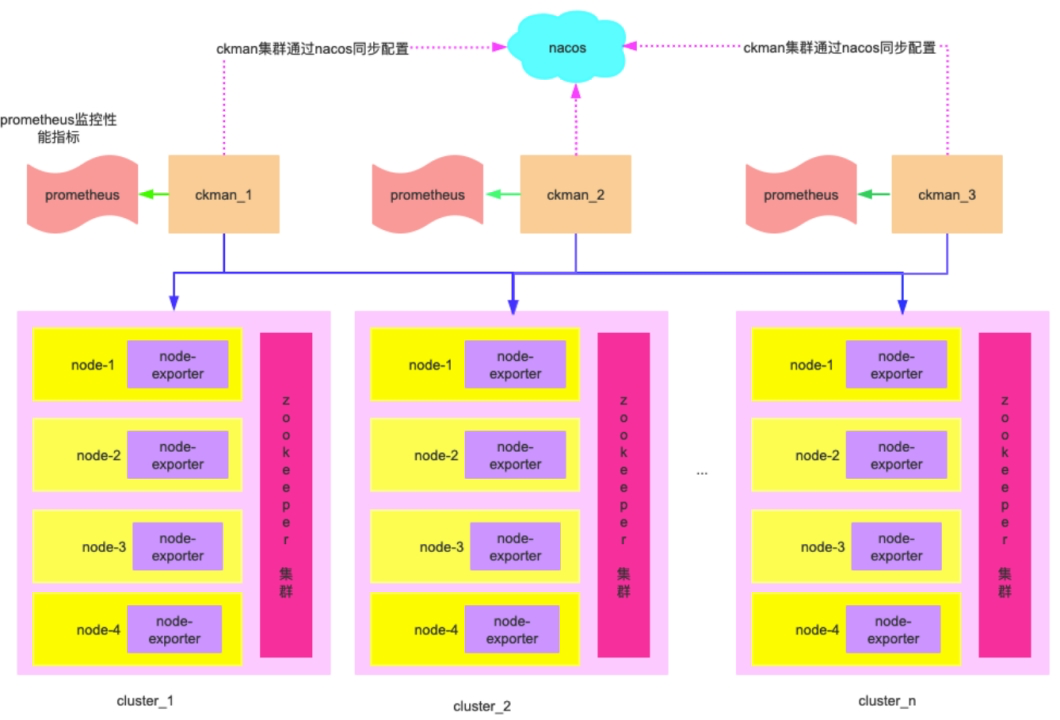 nacos
ckman集群通过nacos同步配置
ckman集群通过nacos同步配置
prometheus监控性
能指标
prometheus
ckman_1
prometheus
ckman_2
prometheus
ckman_3
node-1
node-
exporter
node-2
node-
exporter
node-3
node-
exporter
node-4
node-
exporter
zookeeper 集群
cluster_1
node-1
node-
exporter
node-2
node-
exporter
node-3
node-
exporter
node-4
node-
exporter
zookeeper 集群
cluster_2
...
node-1
node-
exporter
node-2
node-
exporter
node-3
node-
exporter
node-4
node-
exporter
zookeeper 集群
cluster_n